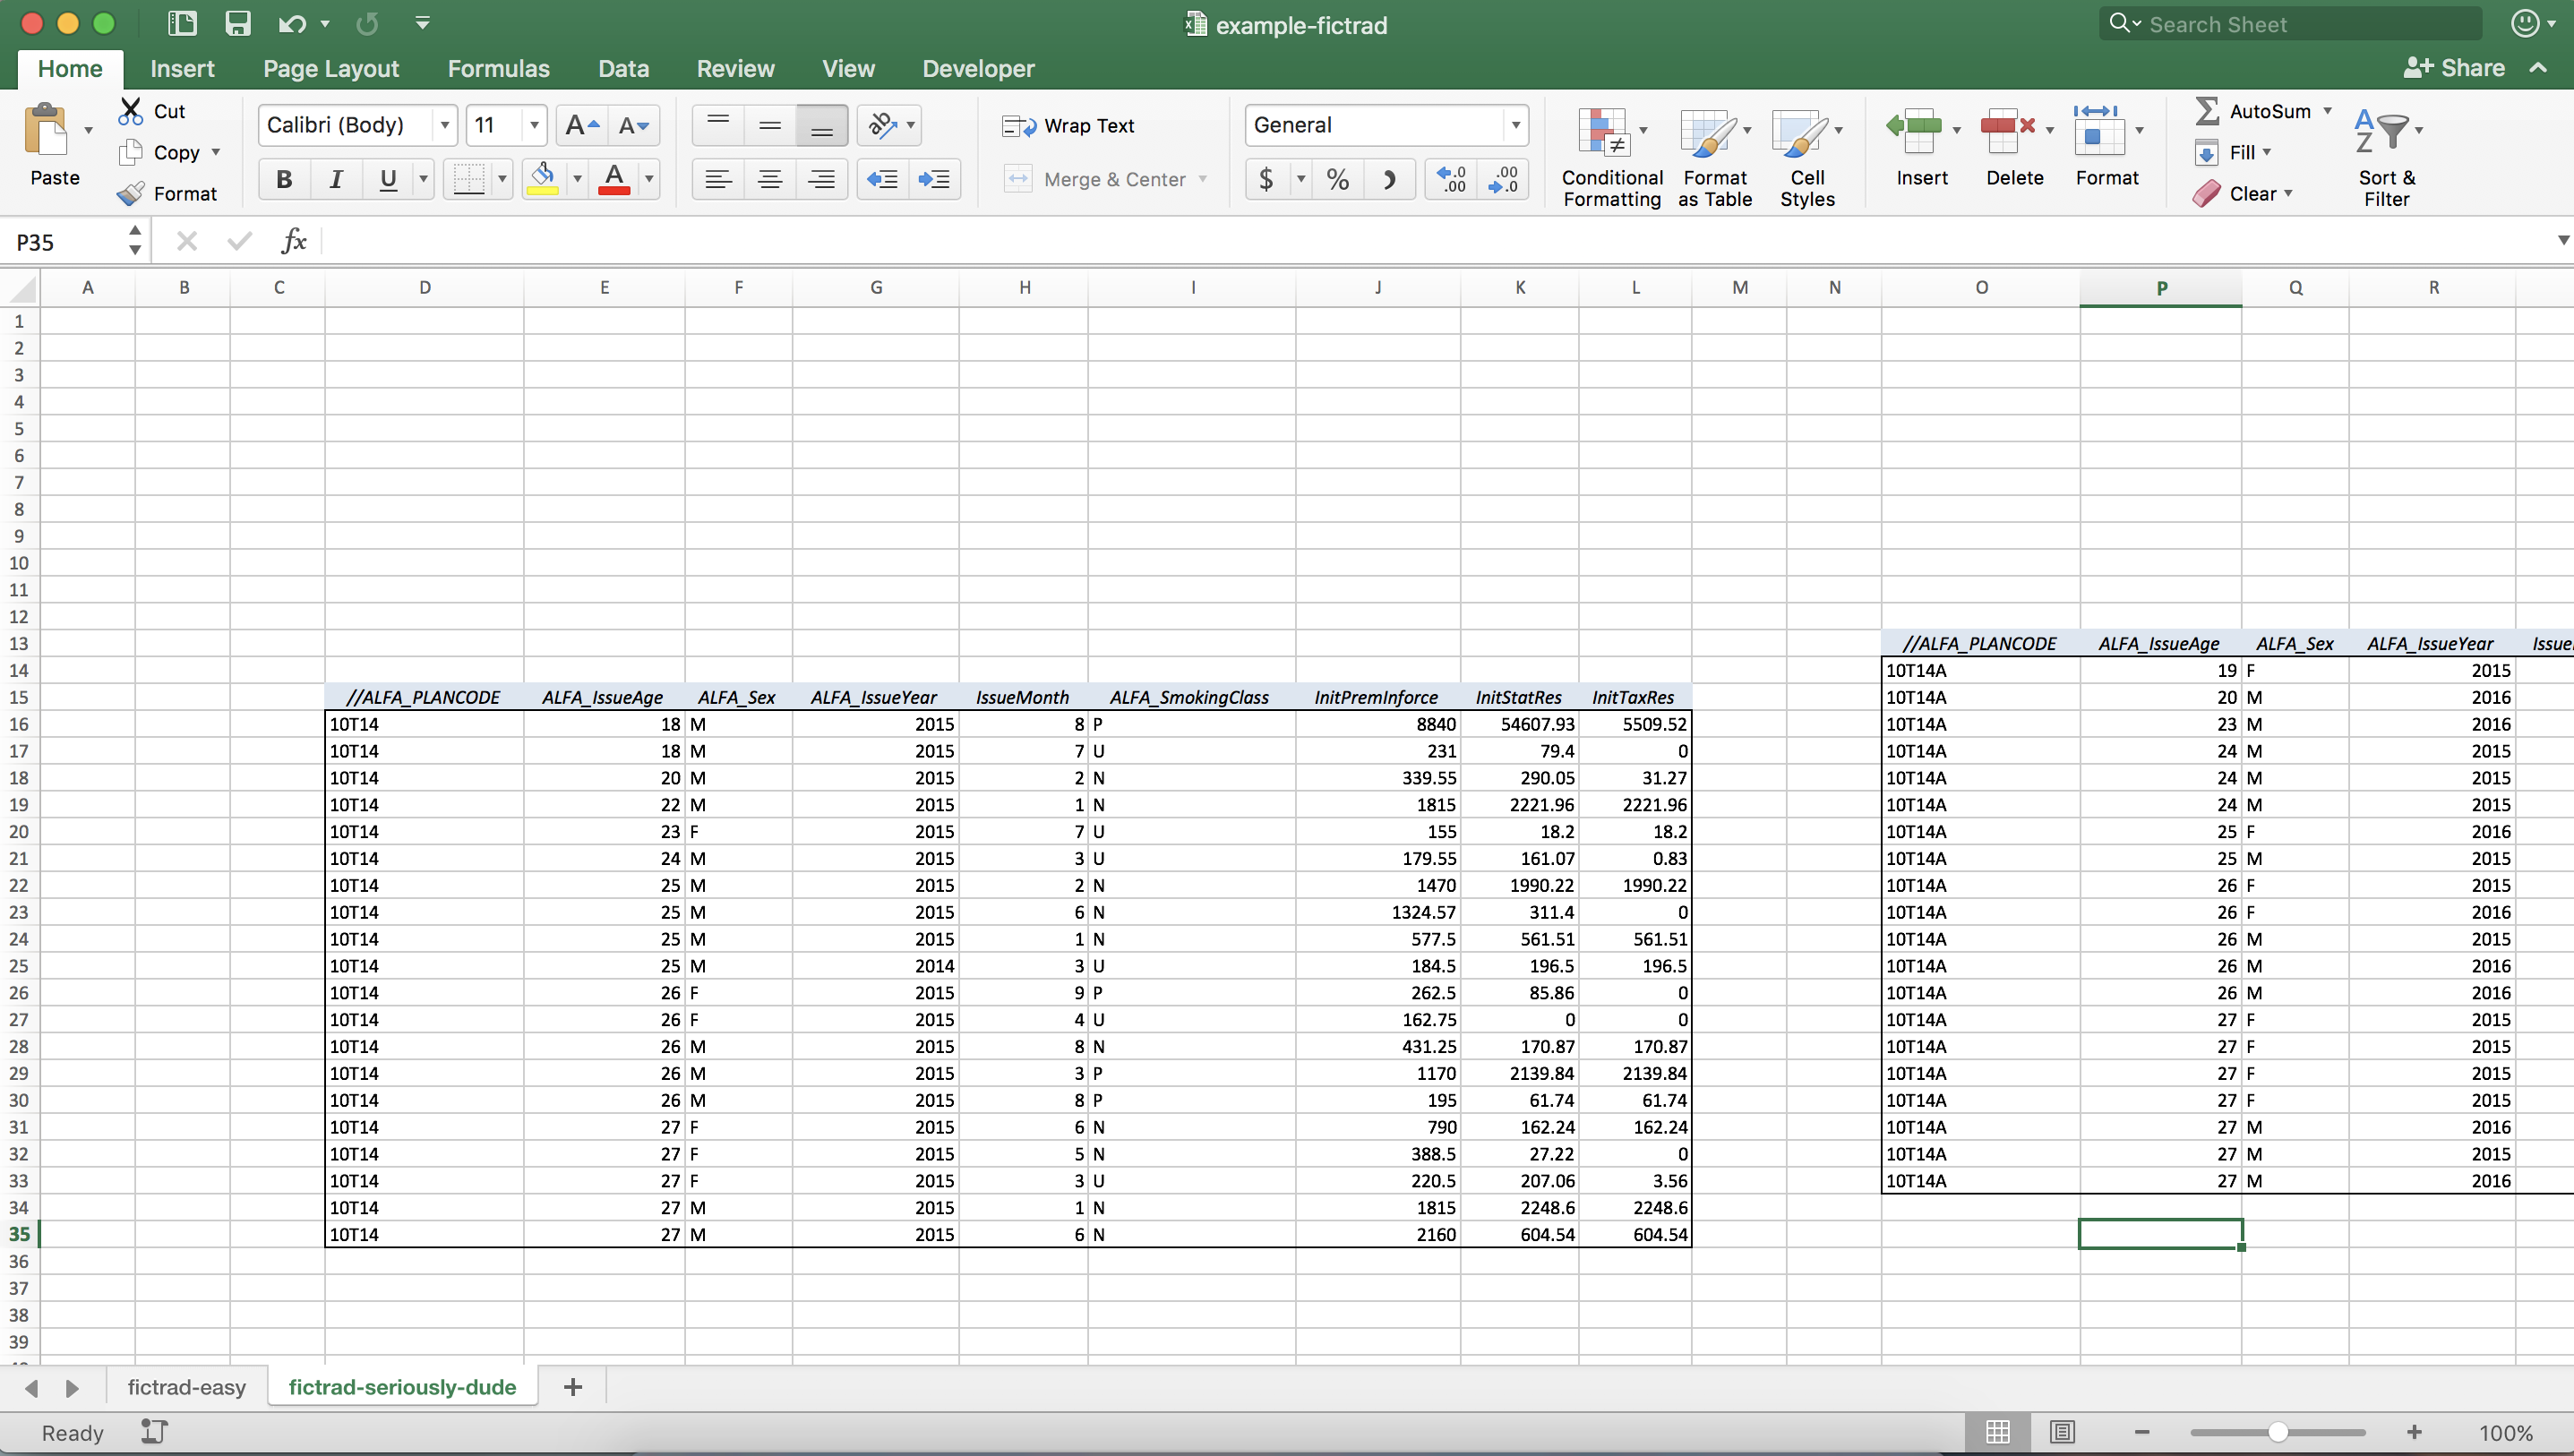 example-fictrad
Search Sheet
Home Insert Page Layout Formulas Data Review View Developer
Share
Paste
Cut
Copy
Format
Calibri (Body) 11
A A
B I U A
ab
Wrap Text
Merge & Center
General
$ % .0 .00 .00 .0
Conditional Formatting
Format as Table
Cell Styles
Insert
Delete
Format
AutoSum
Fill
Clear
A Z
Sort & Filter
P35 fx
A B C D E F G H I J K L M N O P Q R
1
2
3
4
5
6
7
8
9
10
11
12
13 //ALFA_PLANCODE ALFA_IssueAge ALFA_Sex ALFA_IssueYear Issue
14 10T14A 19 F 2015
15 //ALFA_PLANCODE ALFA_IssueAge ALFA_Sex ALFA_IssueYear IssueMonth ALFA_SmokingClass InitPremInforce InitStatRes InitTaxRes 10T14A 20 M 2016
16 10T14 18 M 2015 8 P 8840 54607.93 5509.52 10T14A 23 M 2016
17 10T14 18 M 2015 7 U 231 79.4 0 10T14A 24 M 2015
18 10T14 20 M 2015 2 N 339.55 290.05 31.27 10T14A 24 M 2015
19 10T14 22 M 2015 1 N 1815 2221.96 2221.96 10T14A 24 M 2015
20 10T14 23 F 2015 7 U 155 18.2 18.2 10T14A 25 F 2016
21 10T14 24 M 2015 3 U 179.55 161.07 0.83 10T14A 25 M 2015
22 10T14 25 M 2015 2 N 1470 1990.22 1990.22 10T14A 26 F 2015
23 10T14 25 M 2015 6 N 1324.57 311.4 0 10T14A 26 F 2016
24 10T14 25 M 2015 1 N 577.5 561.51 561.51 10T14A 26 M 2015
25 10T14 25 M 2014 3 U 184.5 196.5 196.5 10T14A 26 M 2016
26 10T14 26 F 2015 9 P 262.5 85.86 0 10T14A 26 M 2016
27 10T14 26 F 2015 4 U 162.75 0 0 10T14A 27 F 2015
28 10T14 26 M 2015 8 N 431.25 170.87 170.87 10T14A 27 F 2015
29 10T14 26 M 2015 3 P 1170 2139.84 2139.84 10T14A 27 F 2015
30 10T14 26 M 2015 8 P 195 61.74 61.74 10T14A 27 F 2015
31 10T14 27 F 2015 6 N 790 162.24 162.24 10T14A 27 M 2016
32 10T14 27 F 2015 5 N 388.5 27.22 0 10T14A 27 M 2015
33 10T14 27 F 2015 3 U 220.5 207.06 3.56 10T14A 27 M 2016
34 10T14 27 M 2015 1 N 1815 2248.6 2248.6
35 10T14 27 M 2015 6 N 2160 604.54 604.54
36
37
38
39
fictrad-easy fictrad-seriously-dude +
Ready 100%